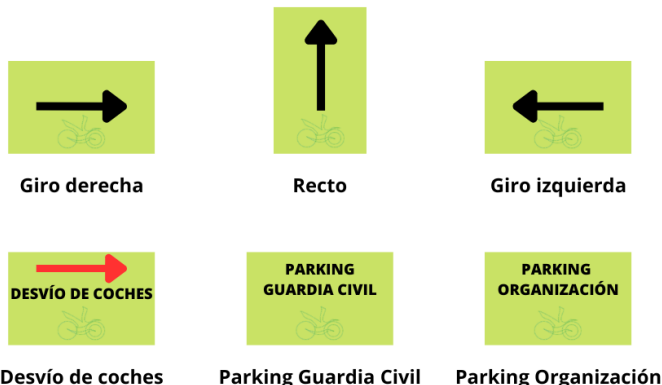 Giro derecha
Recto
Giro izquierda
DESVÍO DE COCHES
PARKING
GUARDIA CIVIL
PARKING
ORGANIZACIÓN
Desvío de coches
Parking Guardia Civil
Parking Organización